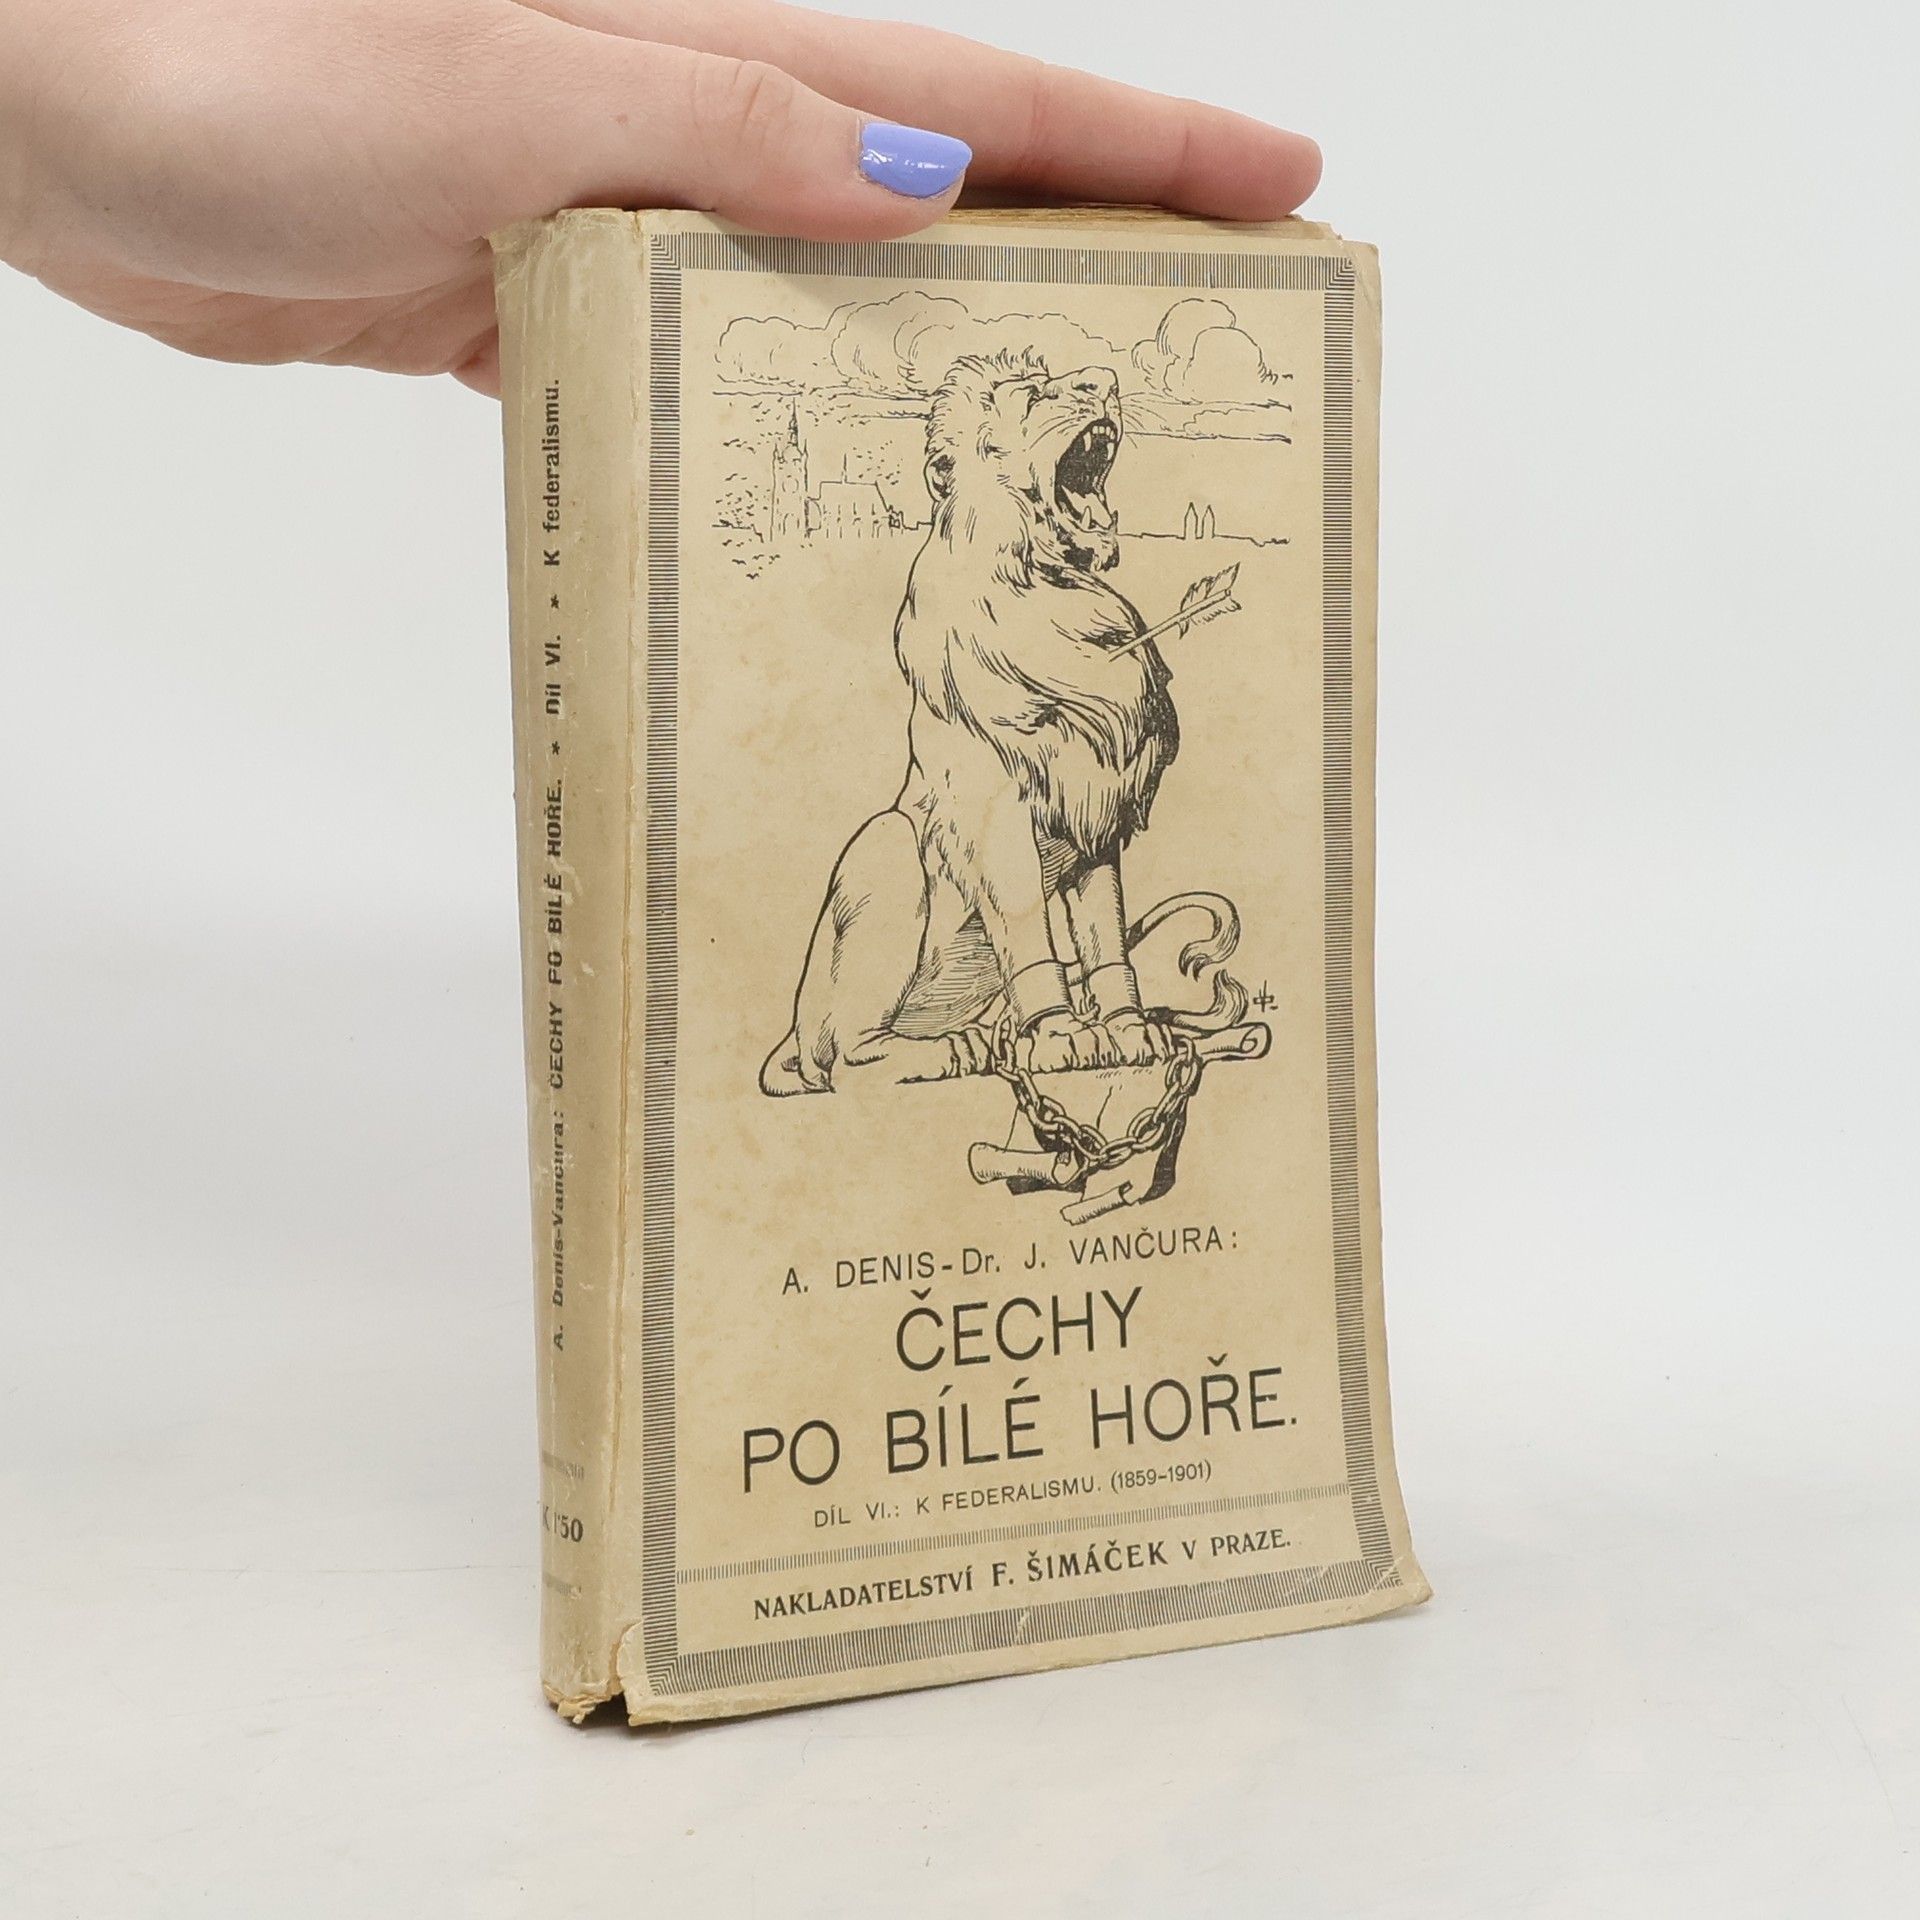 A. Denis-Vančura: ČECHY PO BÍLÉ HOŘE. * Díl VI. * K federalismu.
K 1'50
A. DENIS-Dr. J. VANČURA:
ČECHY
PO BÍLÉ HOŘE.
DÍL VI.: K FEDERALISMU. (1859-1901)
NAKLADATELSTVÍ F. ŠIMÁČEK V PRAZE.